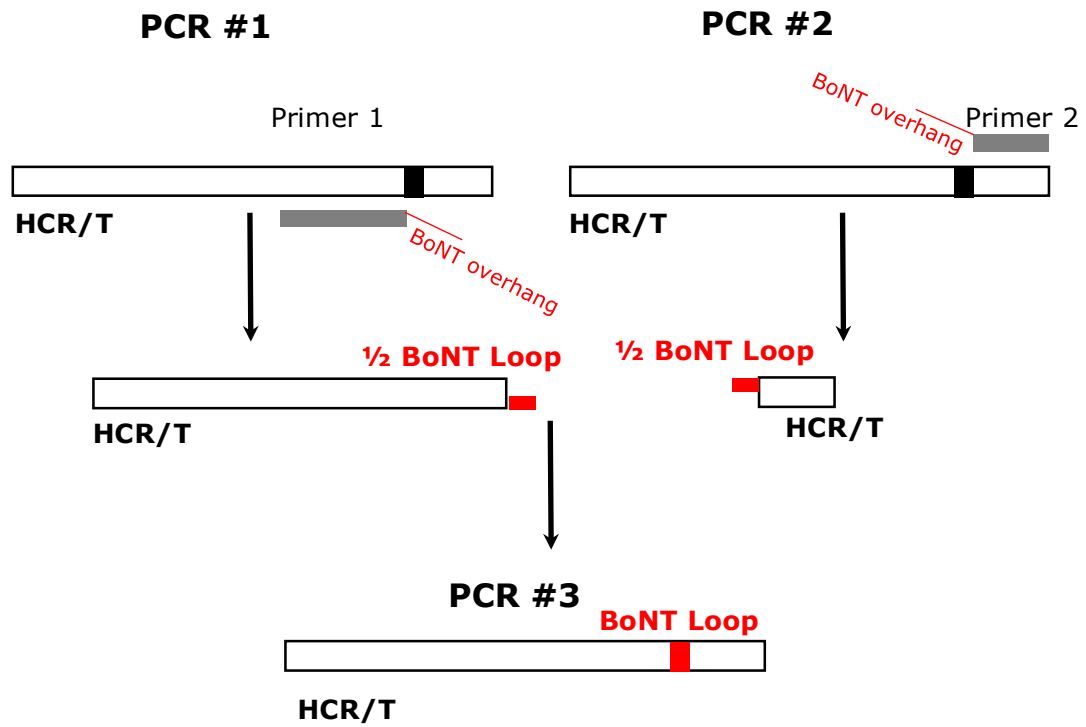 PCR #1
PCR #2
BoNT overhang
Primer 1
Primer 2
HCR/T
HCR/T
BoNT overhang
½ BoNT Loop
½ BoNT Loop
HCR/T
HCR/T
PCR #3
BoNT Loop
HCR/T